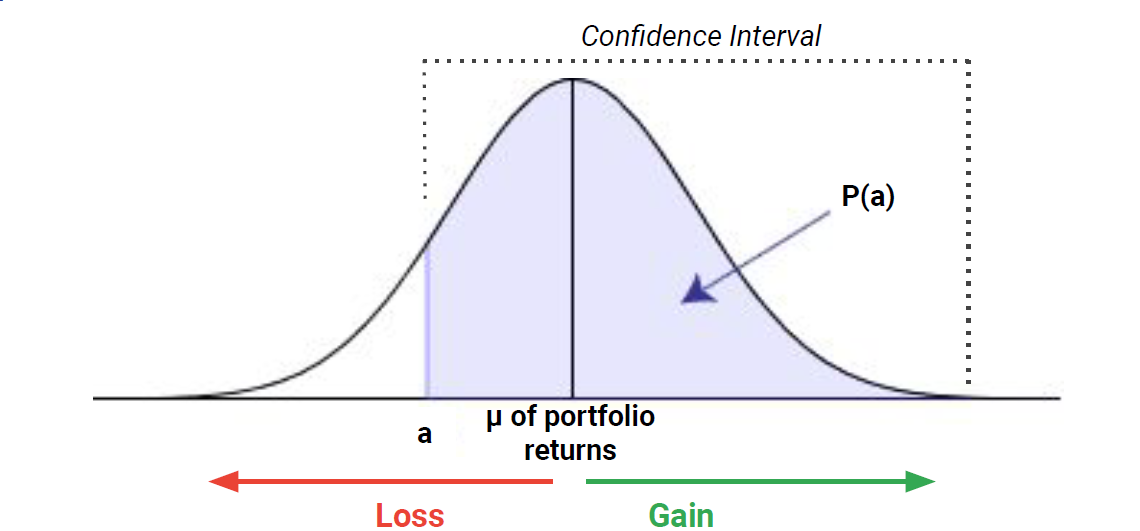 Confidence Interval
P(a)
a
μ of portfolio
returns
Loss
Gain